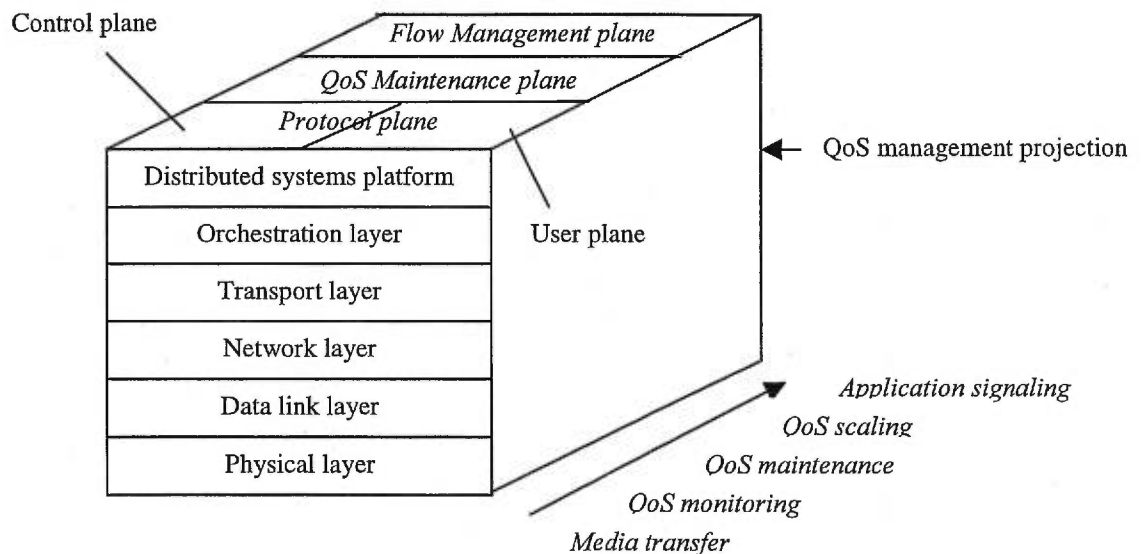 Control plane
Flow Management plane
QoS Maintenance plane
Protocol plane
QoS management projection
Distributed systems platform
Orchestration layer
User plane
Transport layer
Network layer
Data link layer
Physical layer
Application signaling
QoS scaling
QoS maintenance
QoS monitoring
Media transfer